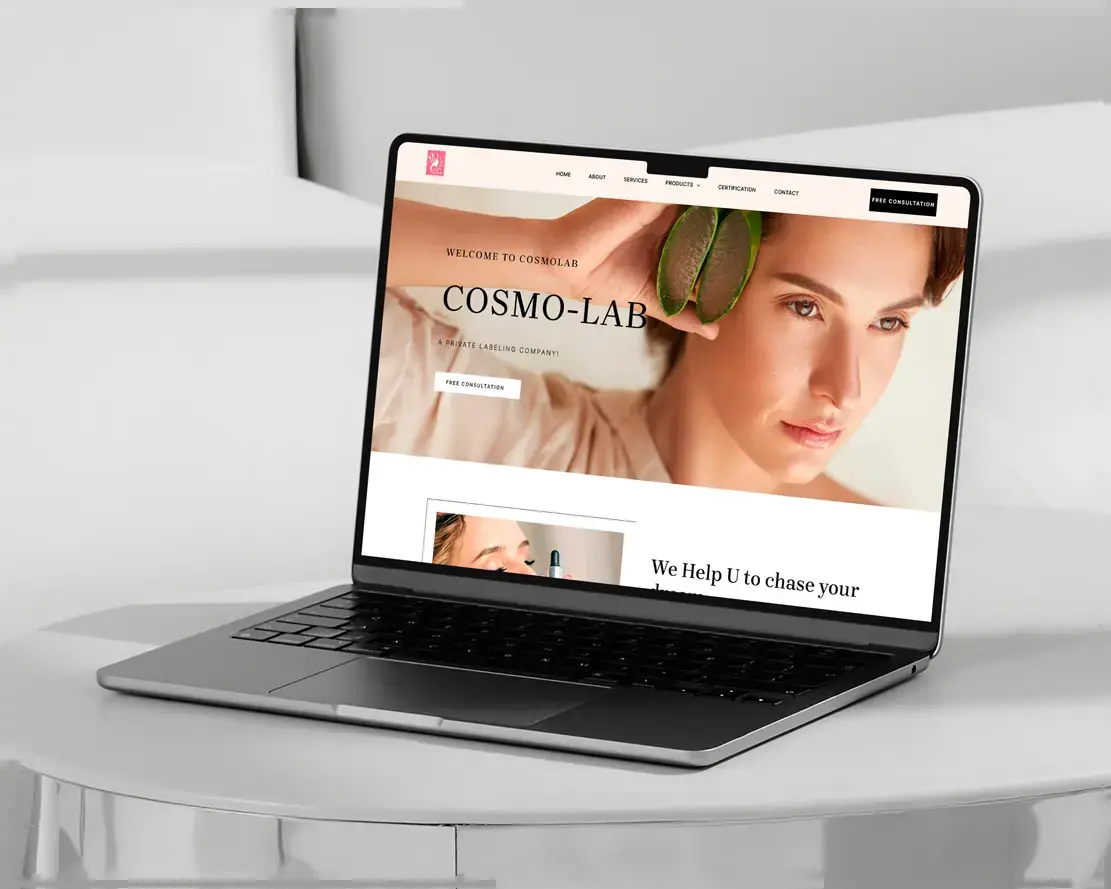 HOME
ABOUT
SERVICES
PRODUCTS
CERTIFICATION
CONTACT
FREE CONSULTATION
WELCOME TO COSMOLAB
COSMO-LAB
A PRIVATE LABELING COMPANY!
FREE CONSULTATION
We Help U to chase your